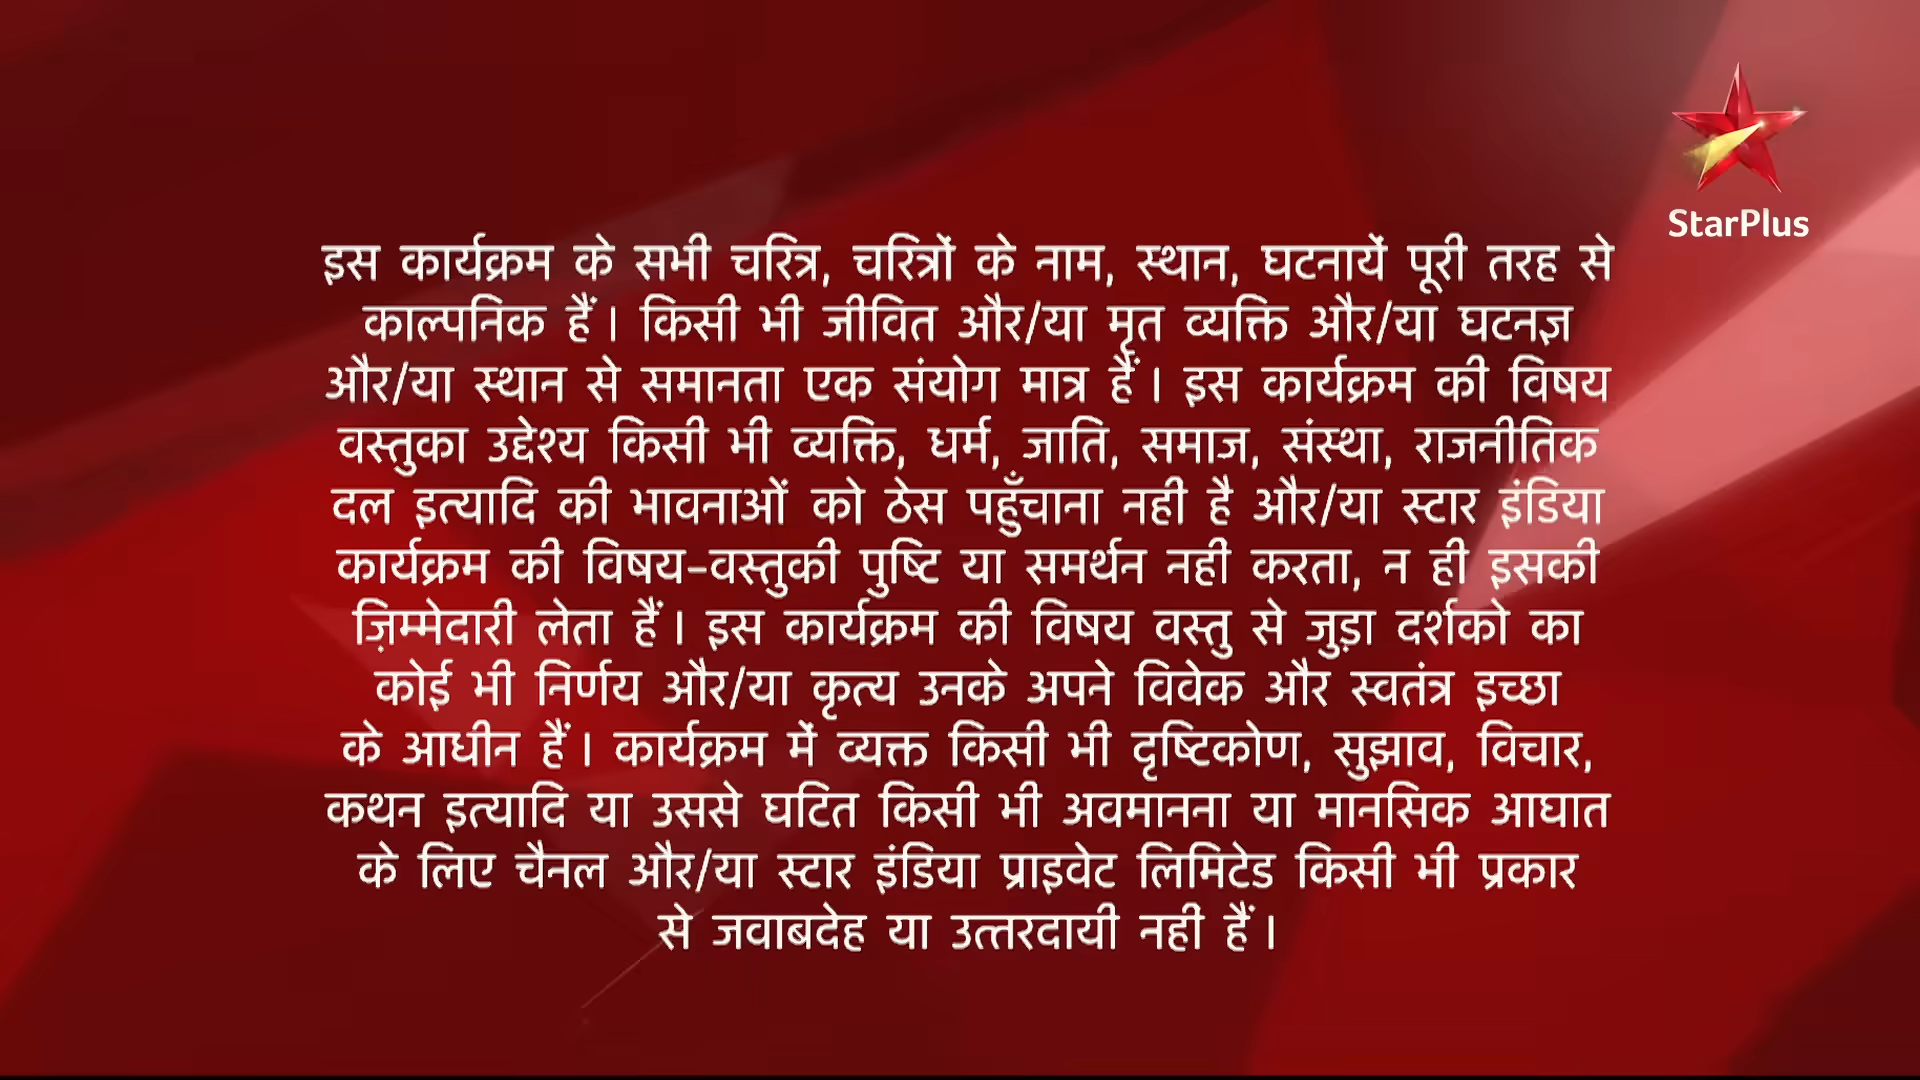 StarPlus
इस कार्यक्रम के सभी चरित्र, चरित्रों के नाम, स्थान, घटनायें पूरी तरह से
काल्पनिक हैं। किसी भी जीवित और/या मृत व्यक्ति और/या घटनज्ञ
और/या स्थान से समानता एक संयोग मात्र हैं। इस कार्यक्रम की विषय
वस्तुका उद्देश्य किसी भी व्यक्ति, धर्म, जाति, समाज, संस्था, राजनीतिक
दल इत्यादि की भावनाओं को ठेस पहुँचाना नही है और/या स्टार इंडिया
कार्यक्रम की विषय-वस्तुकी पुष्टि या समर्थन नही करता, न ही इसकी
ज़िम्मेदारी लेता हैं। इस कार्यक्रम की विषय वस्तु से जुड़ा दर्शको का
कोई भी निर्णय और/या कृत्य उनके अपने विवेक और स्वतंत्र इच्छा
के आधीन हैं। कार्यक्रम में व्यक्त किसी भी दृष्टिकोण, सुझाव, विचार,
कथन इत्यादि या उससे घटित किसी भी अवमानना या मानसिक आघात
के लिए चैनल और/या स्टार इंडिया प्राइवेट लिमिटेड किसी भी प्रकार
से जवाबदेह या उत्तरदायी नही हैं।